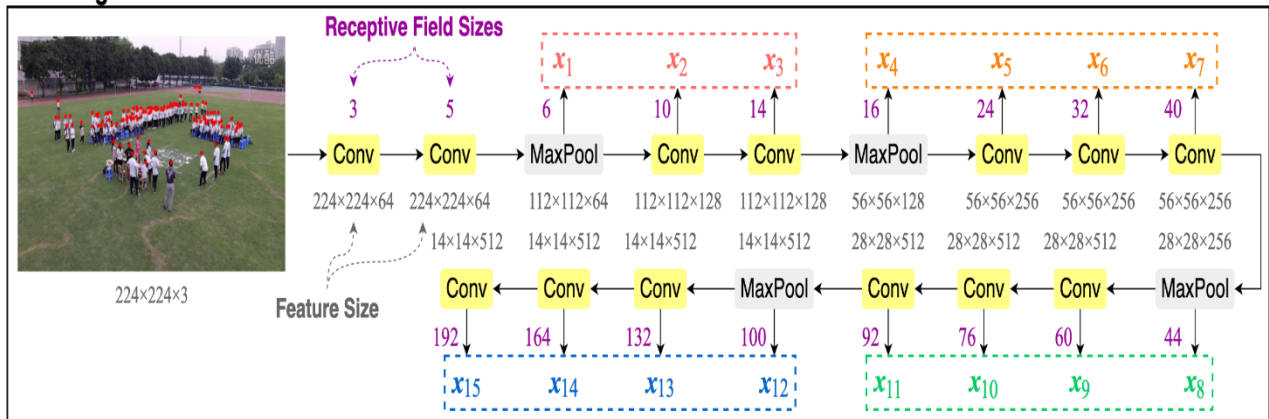 Receptive Field Sizes
优酷
x1 x2 x3 x4 x5 x6 x7
3 5 6 10 14 16 24 32 40
Conv Conv MaxPool Conv Conv MaxPool Conv Conv Conv
224×224×64 224×224×64 112×112×64 112×112×128 112×112×128 56×56×128 56×56×256 56×56×256 56×56×256
14×14×512 14×14×512 14×14×512 14×14×512 28×28×512 28×28×512 28×28×512 28×28×256
224×224×3
Feature Size
Conv Conv Conv MaxPool Conv Conv Conv MaxPool
192 164 132 100 92 76 60 44
x15 x14 x13 x12 x11 x10 x9 x8